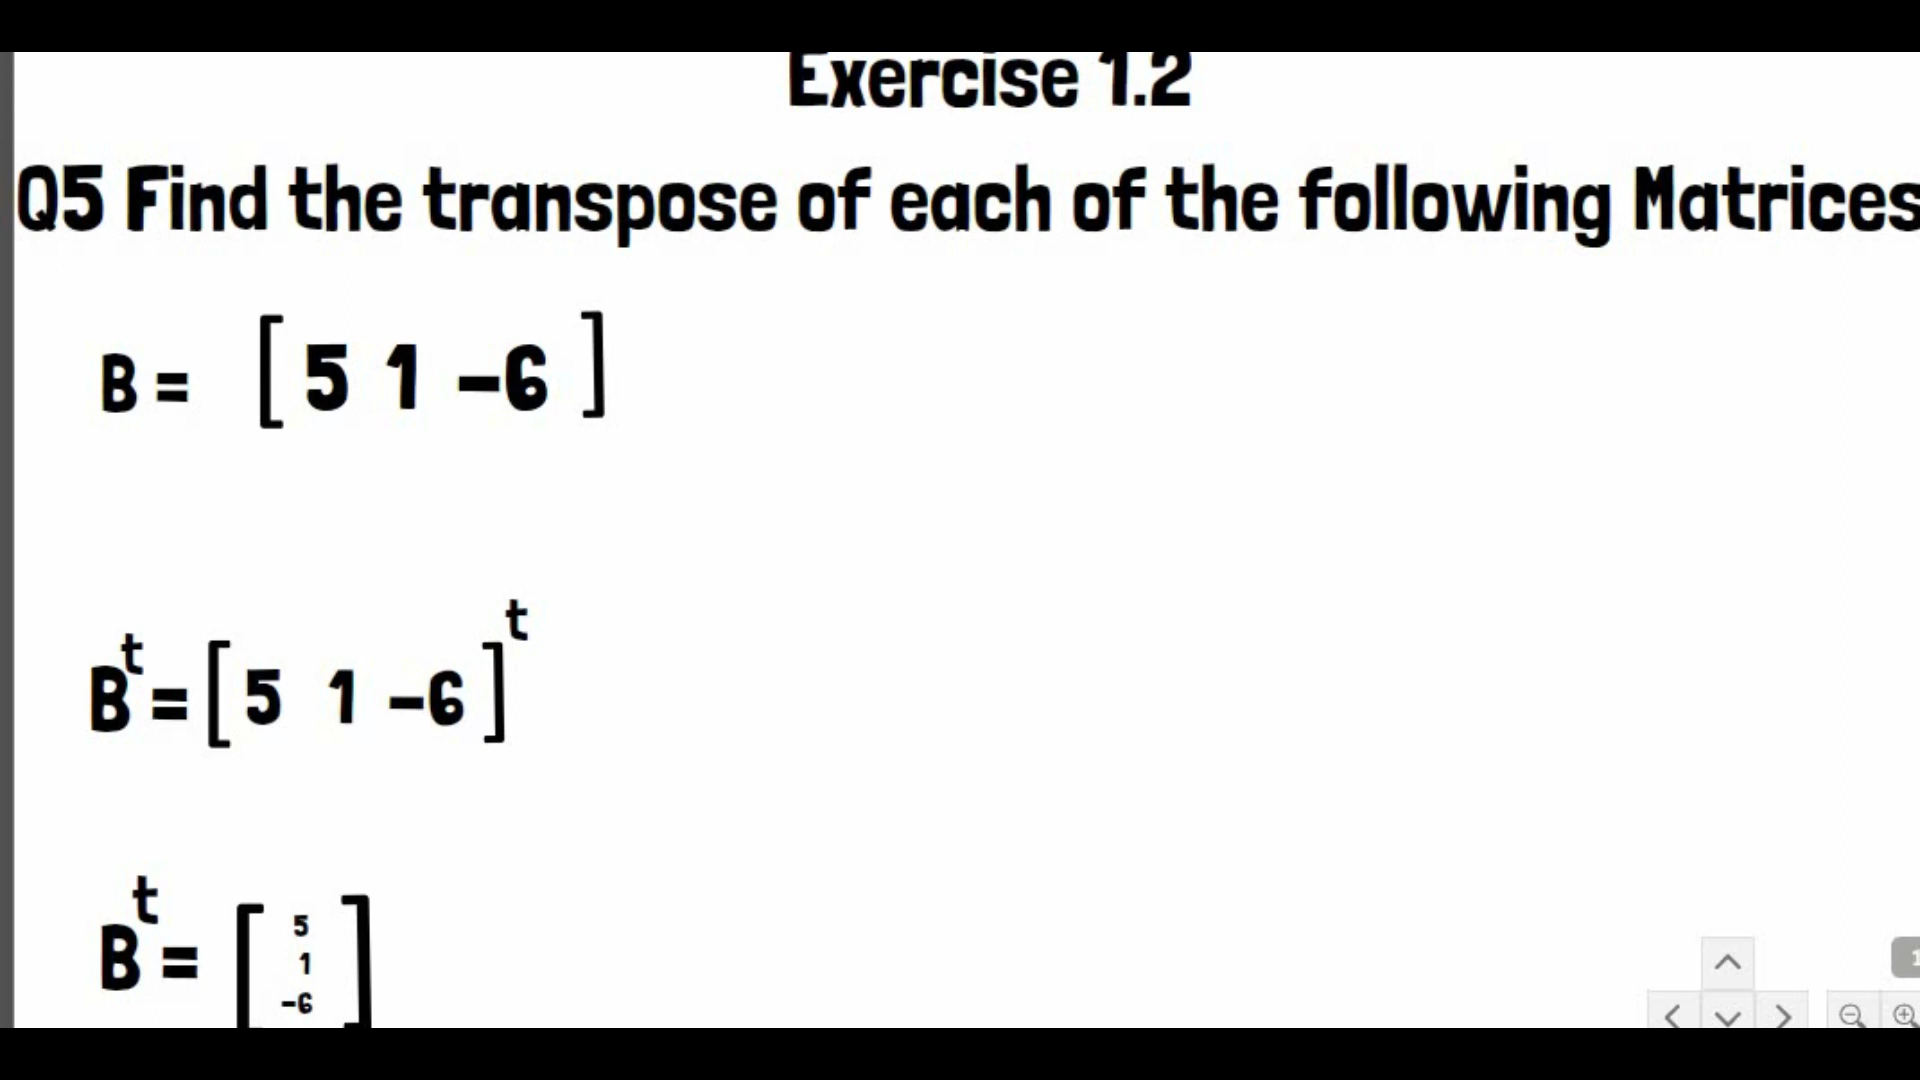 Exercise 1.2
Q5 Find the transpose of each of the following Matrices
B = [ 5 1 -6 ]
B^t = [ 5 1 -6 ]^t
B^t = [ 5
1
-6 ]
1